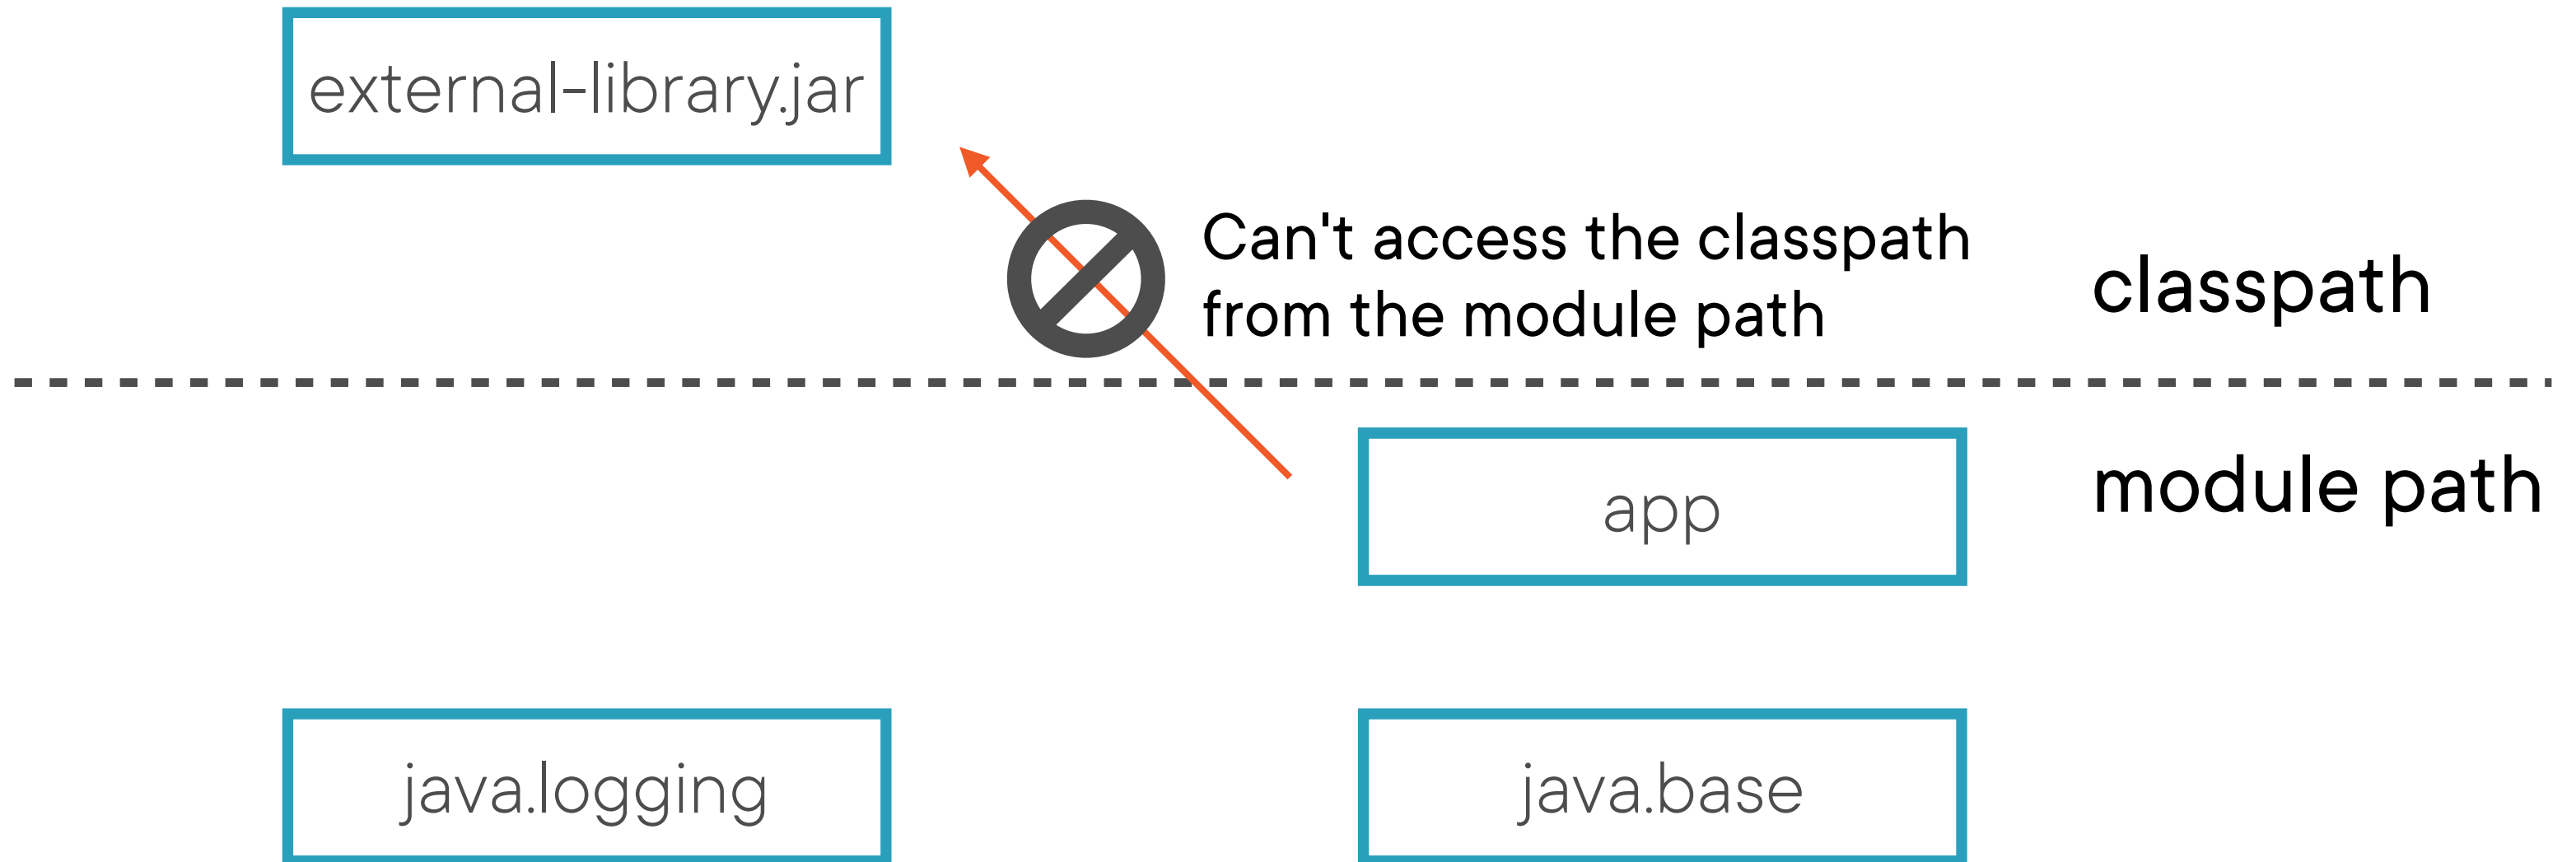 external-library.jar
Can't access the classpath
from the module path
classpath
module path
app
java.logging
java.base